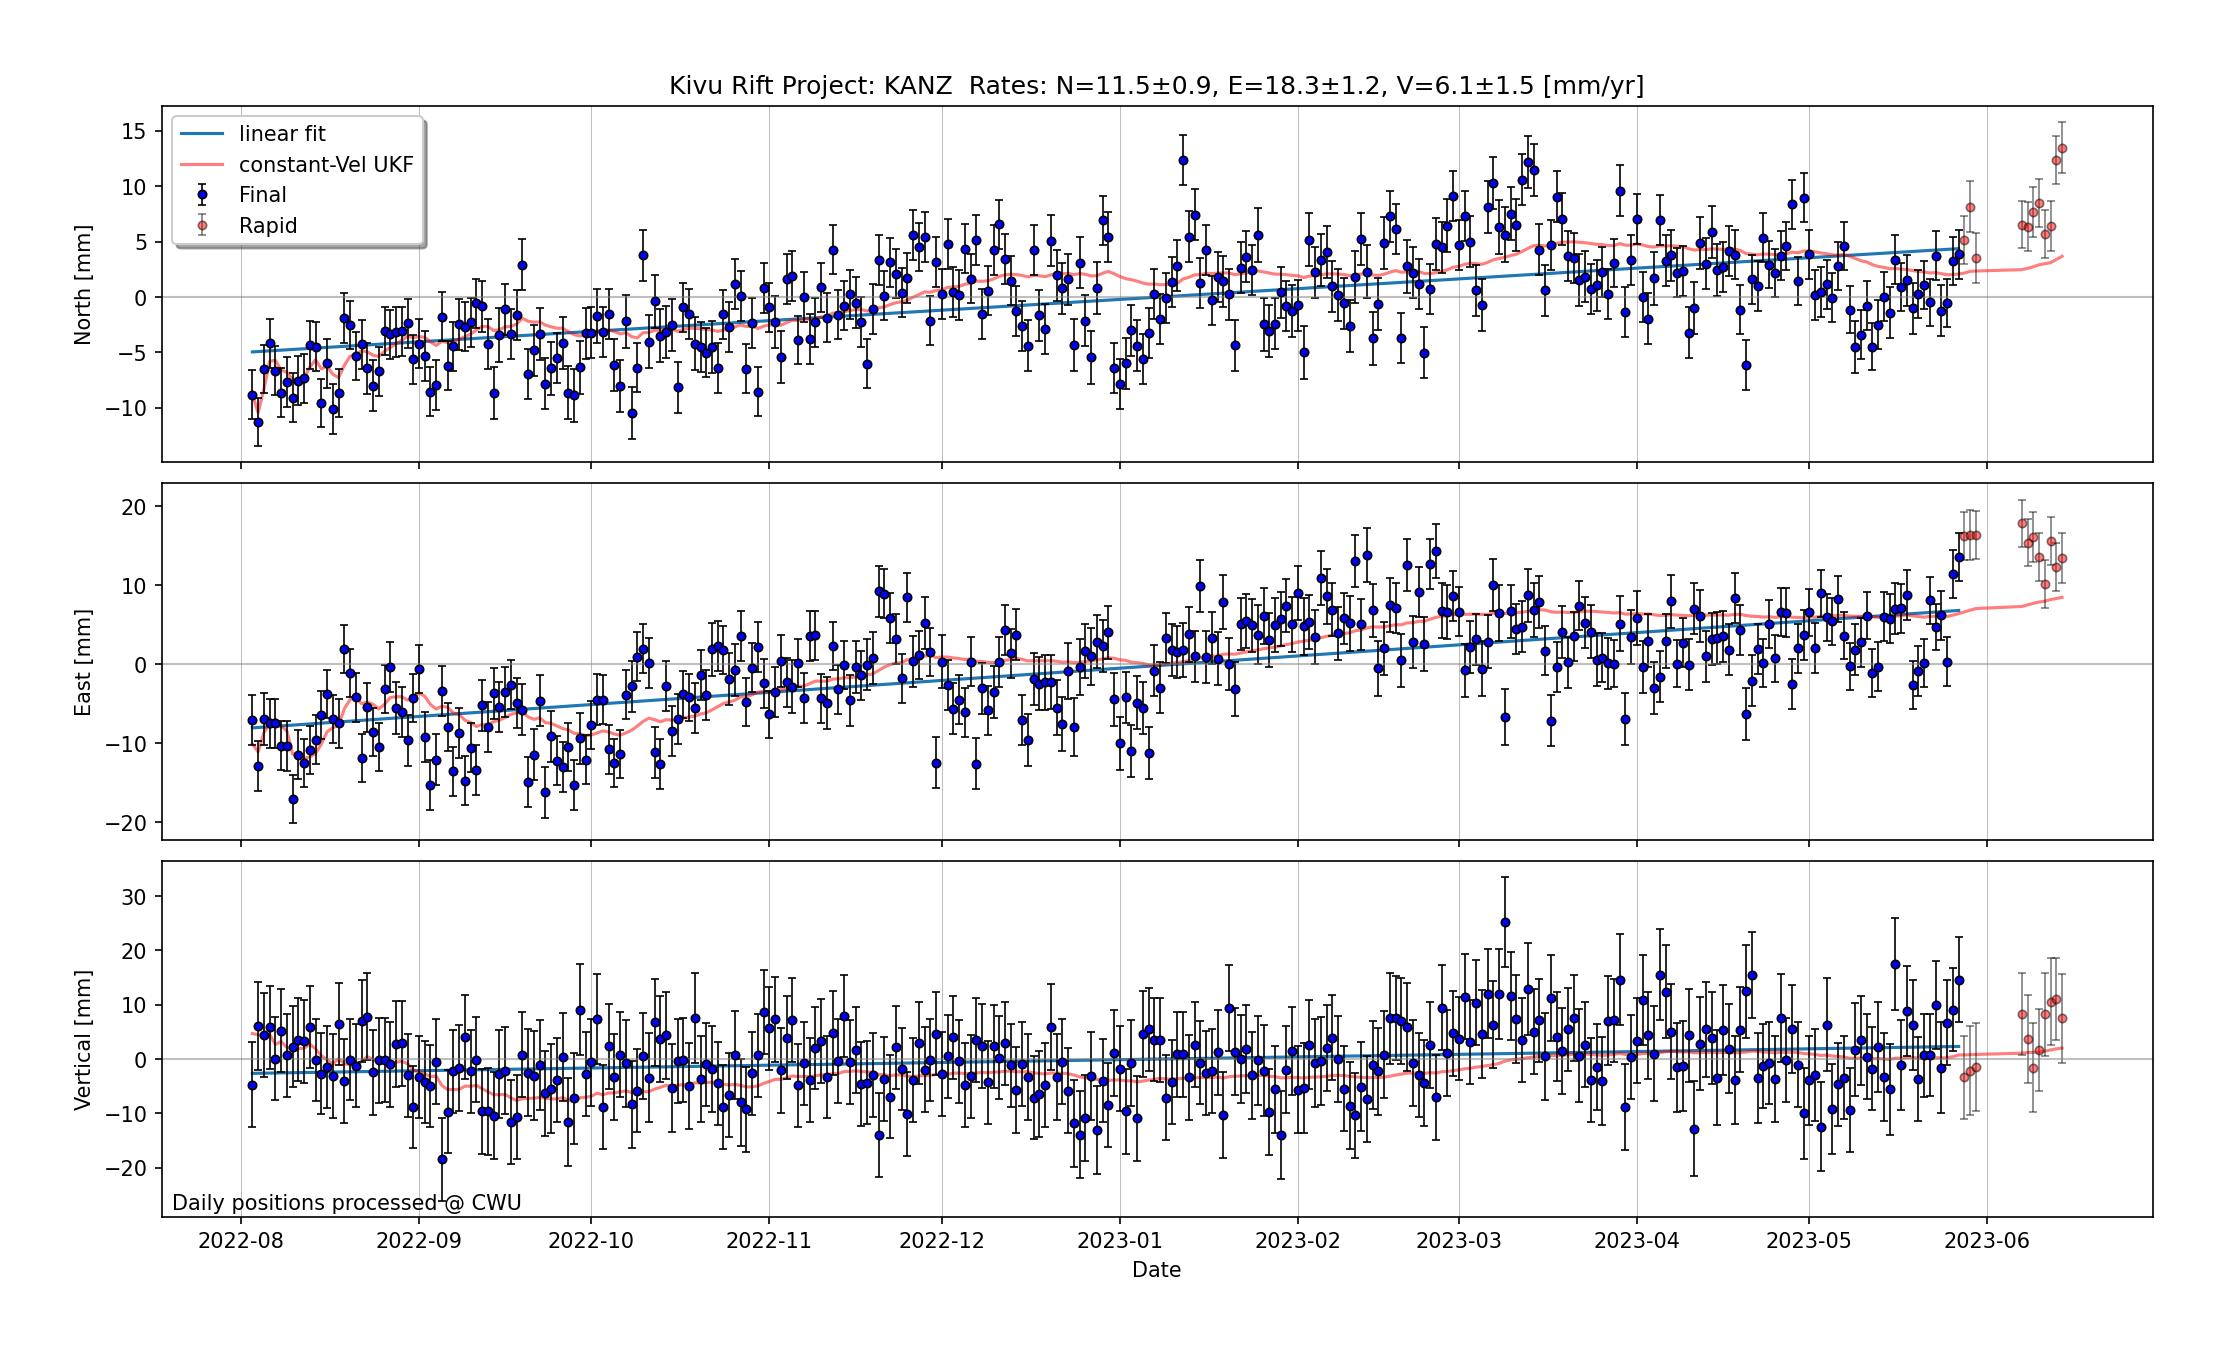 Kivu Rift Project: KANZ  Rates: N=11.5±0.9, E=18.3±1.2, V=6.1±1.5 [mm/yr]
linear fit
constant-Vel UKF
Final
Rapid
North [mm]
15
10
5
0
−5
−10
East [mm]
20
10
0
−10
−20
Vertical [mm]
30
20
10
0
−10
−20
Daily positions processed @ CWU
2022-08 2022-09 2022-10 2022-11 2022-12 2023-01 2023-02 2023-03 2023-04 2023-05 2023-06
Date